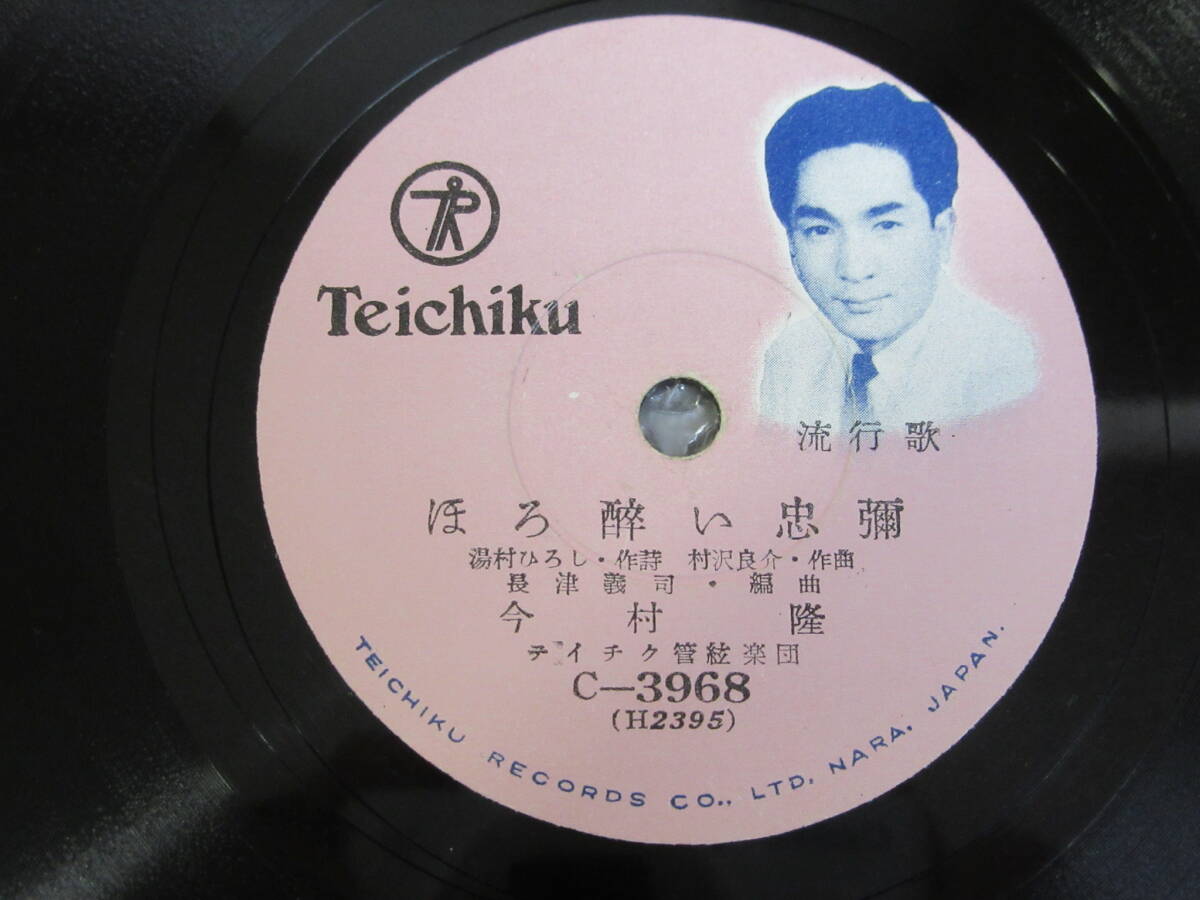 Teichiku
流行歌
ほろ醉い忠彌
湯村ひろし・作詩 村沢良介・作曲
長津義司・編曲
今村隆
テイチク管絃楽団
C-3968
(H2395)
TEICHIKU RECORDS CO., LTD. NARA. JAPAN.